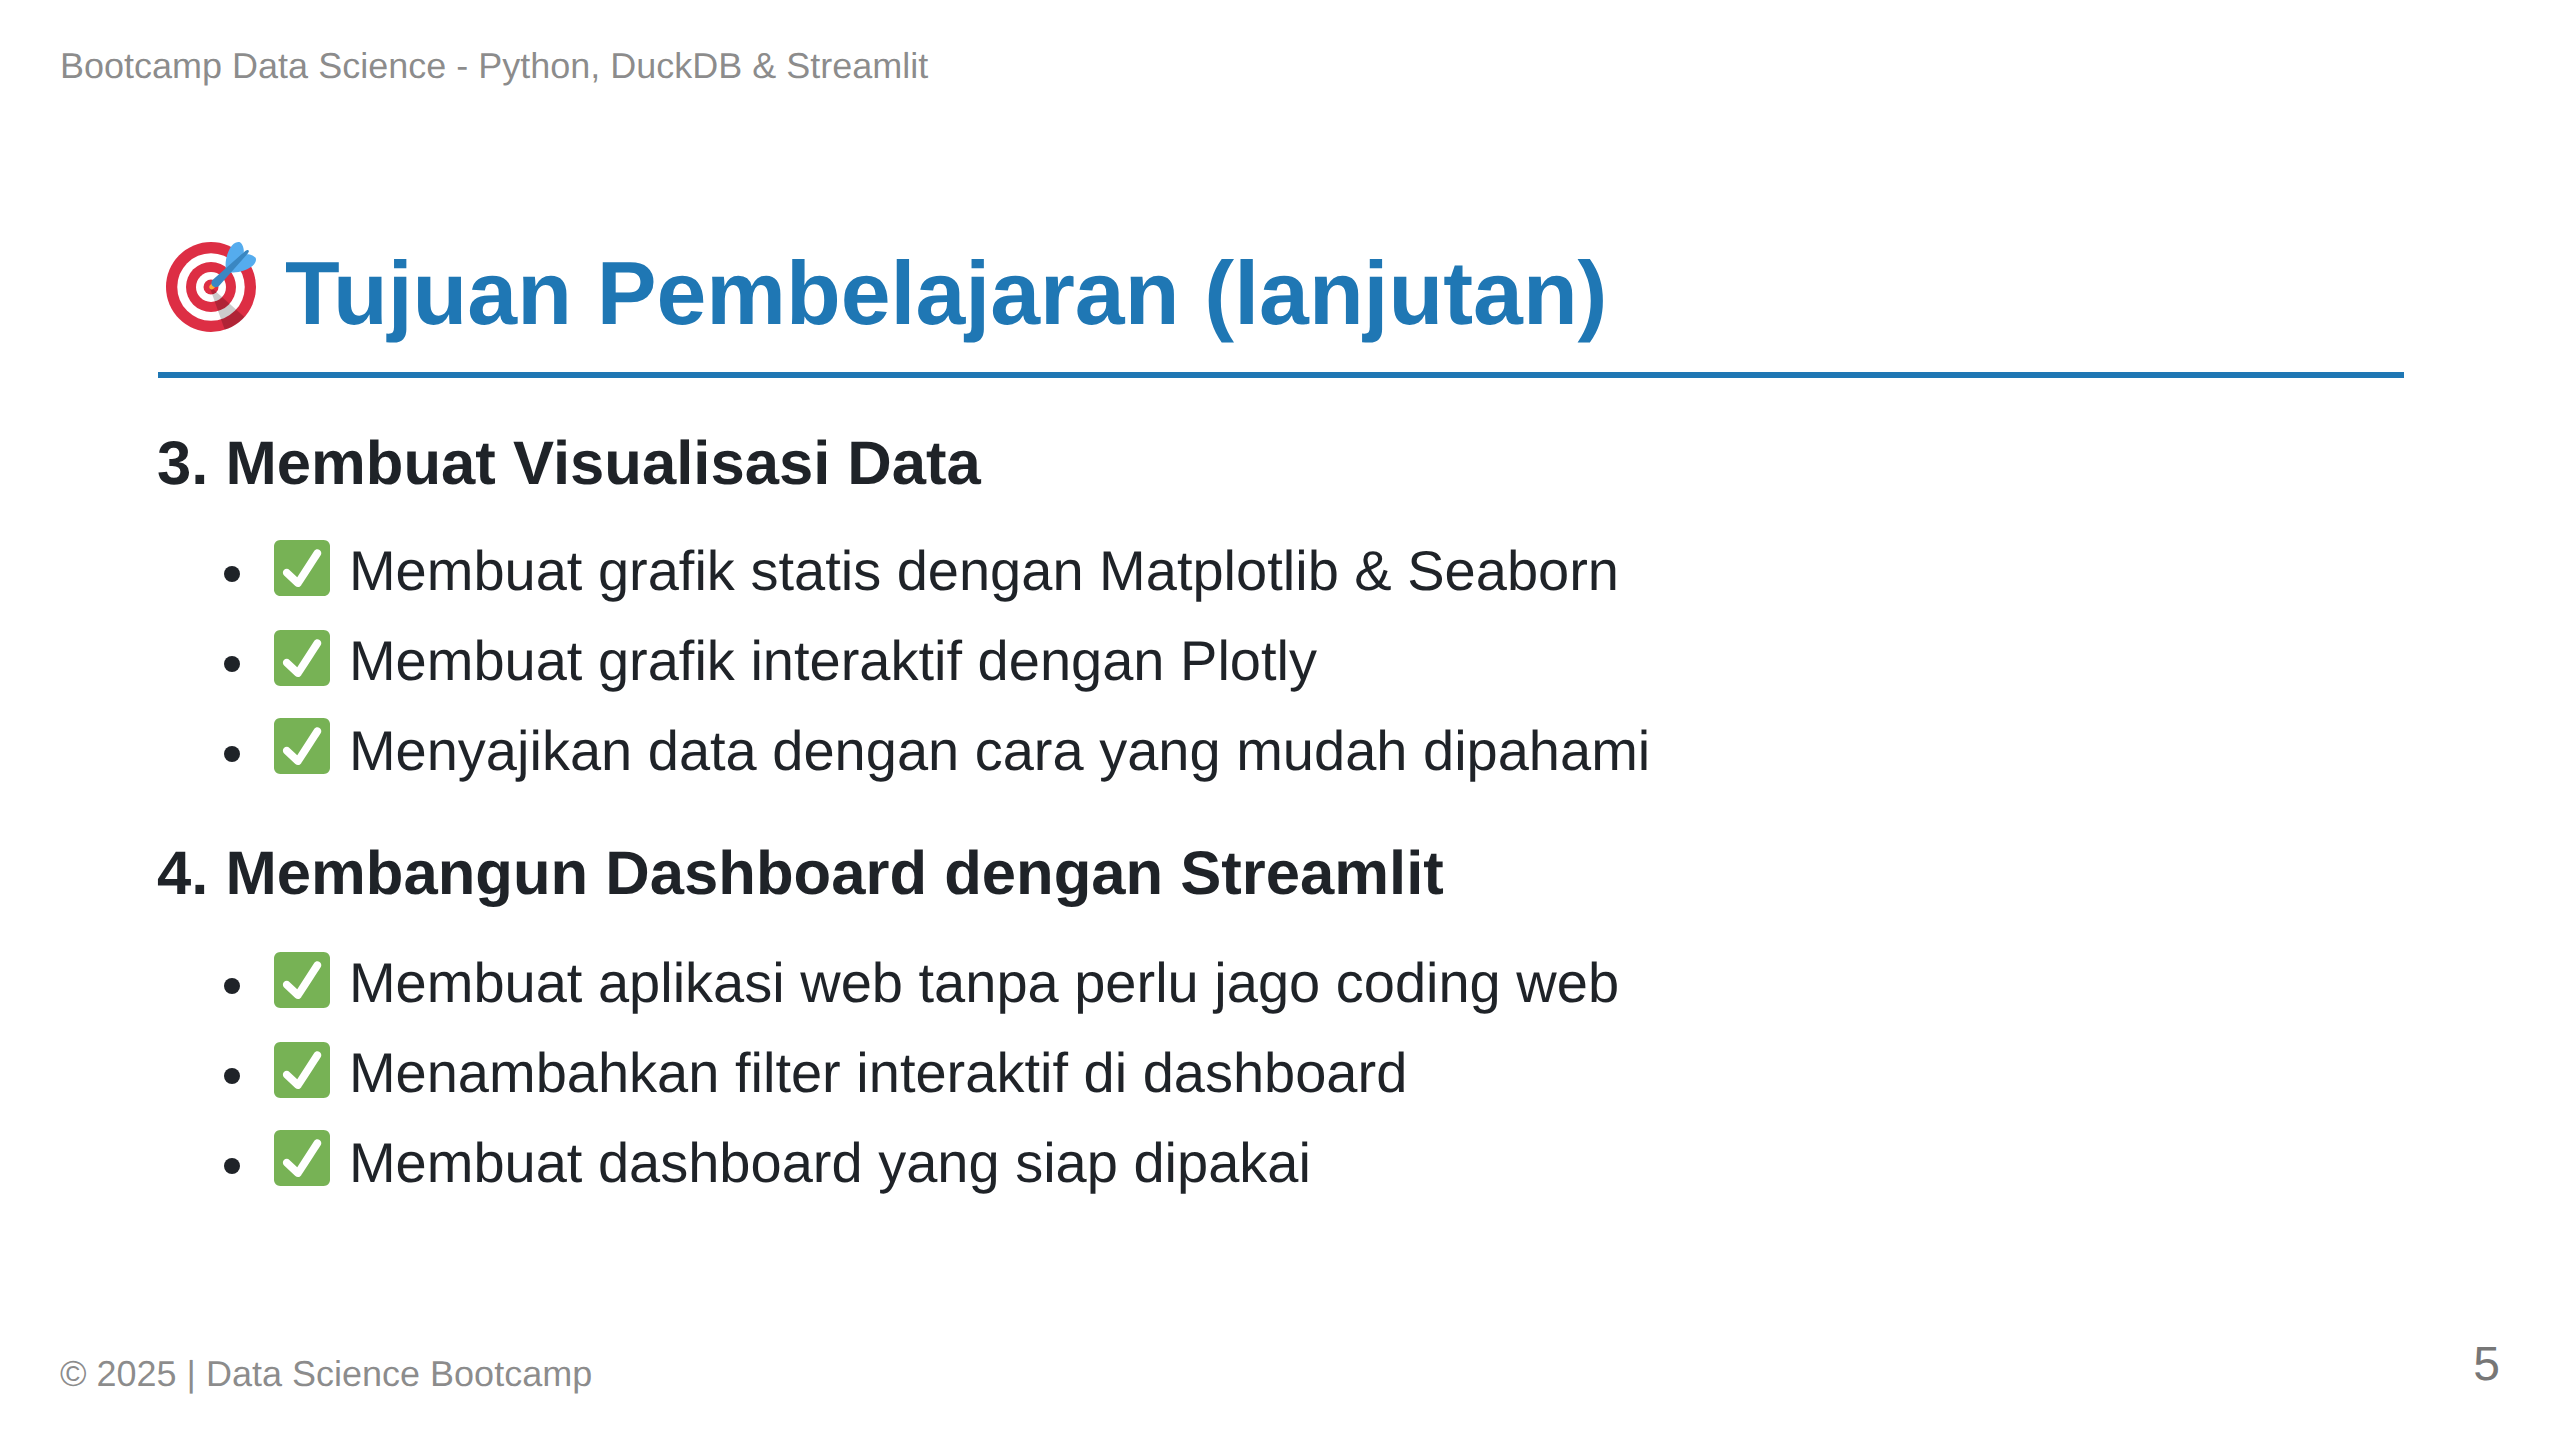 Bootcamp Data Science - Python, DuckDB & Streamlit
🎯 Tujuan Pembelajaran (lanjutan)
3. Membuat Visualisasi Data
• ✅ Membuat grafik statis dengan Matplotlib & Seaborn
• ✅ Membuat grafik interaktif dengan Plotly
• ✅ Menyajikan data dengan cara yang mudah dipahami
4. Membangun Dashboard dengan Streamlit
• ✅ Membuat aplikasi web tanpa perlu jago coding web
• ✅ Menambahkan filter interaktif di dashboard
• ✅ Membuat dashboard yang siap dipakai
© 2025 | Data Science Bootcamp
5